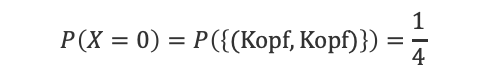 P(X = 0) = P({(Kopf, Kopf)}) = 1/4